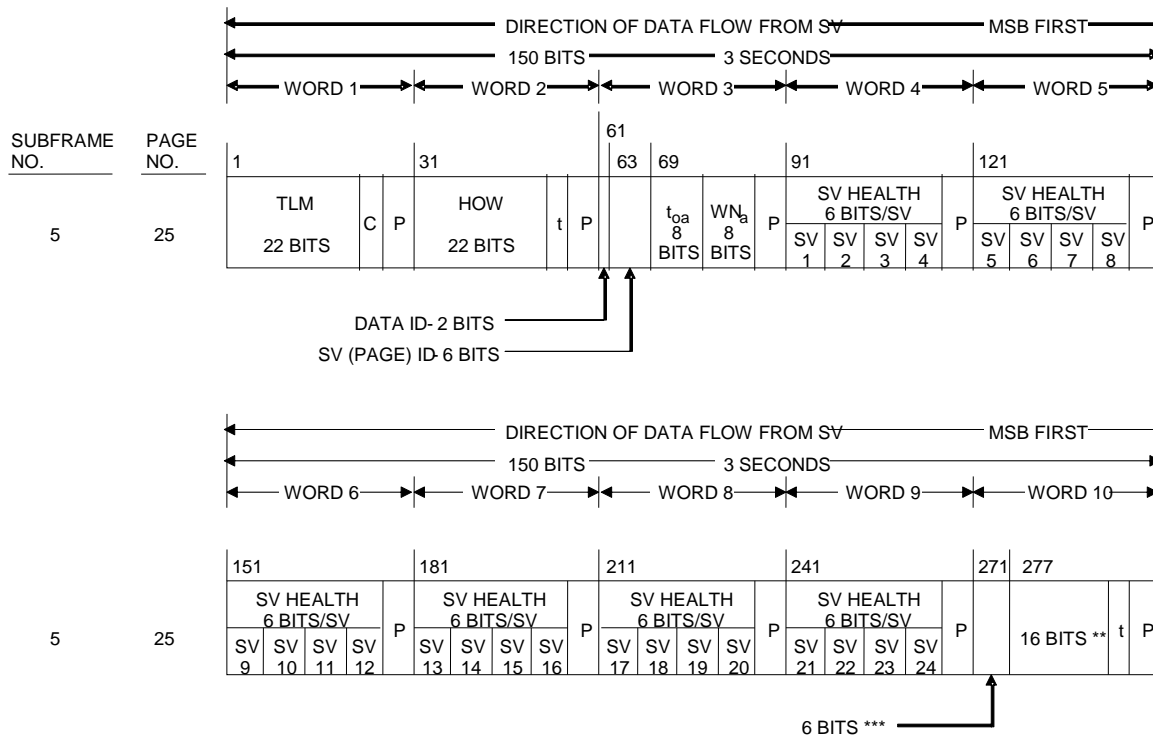 DIRECTION OF DATA FLOW FROM SV MSB FIRST
150 BITS 3 SECONDS
WORD 1 WORD 2 WORD 3 WORD 4 WORD 5
SUBFRAME NO. PAGE NO.
1 31 61 63 69 91 121
5 25
TLM 22 BITS C P
HOW 22 BITS t P
toa 8 BITS WNa 8 BITS P
SV HEALTH 6 BITS/SV P
SV 1 SV 2 SV 3 SV 4
SV HEALTH 6 BITS/SV P
SV 5 SV 6 SV 7 SV 8
DATA ID- 2 BITS
SV (PAGE) ID- 6 BITS
DIRECTION OF DATA FLOW FROM SV MSB FIRST
150 BITS 3 SECONDS
WORD 6 WORD 7 WORD 8 WORD 9 WORD 10
151 181 211 241 271 277
5 25
SV HEALTH 6 BITS/SV P
SV 9 SV 10 SV 11 SV 12
SV HEALTH 6 BITS/SV P
SV 13 SV 14 SV 15 SV 16
SV HEALTH 6 BITS/SV P
SV 17 SV 18 SV 19 SV 20
SV HEALTH 6 BITS/SV P
SV 21 SV 22 SV 23 SV 24
16 BITS ** t P
6 BITS ***